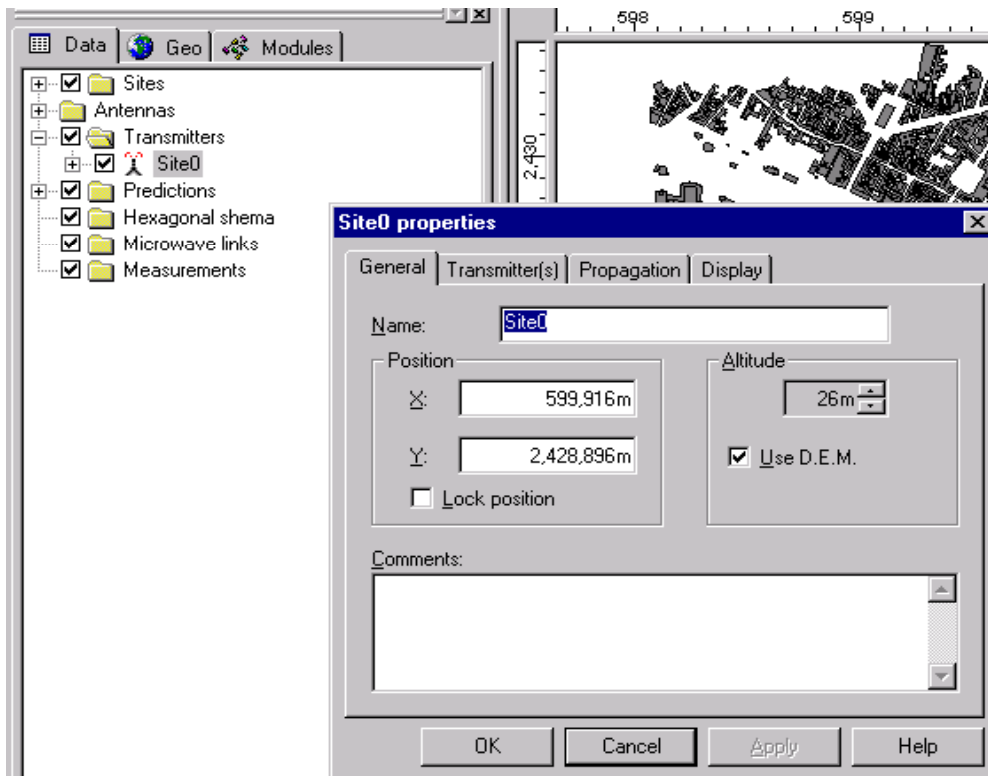 598 599
Data Geo Modules
Sites
Antennas
Transmitters
Site0
Predictions
Hexagonal shema
Microwave links
Measurements
2,430
Site0 properties
General Transmitter(s) Propagation Display
Name: Site0
Position
X: 599,916m
Y: 2,428,896m
Lock position
Altitude
26m
Use D.E.M.
Comments:
OK Cancel Apply Help